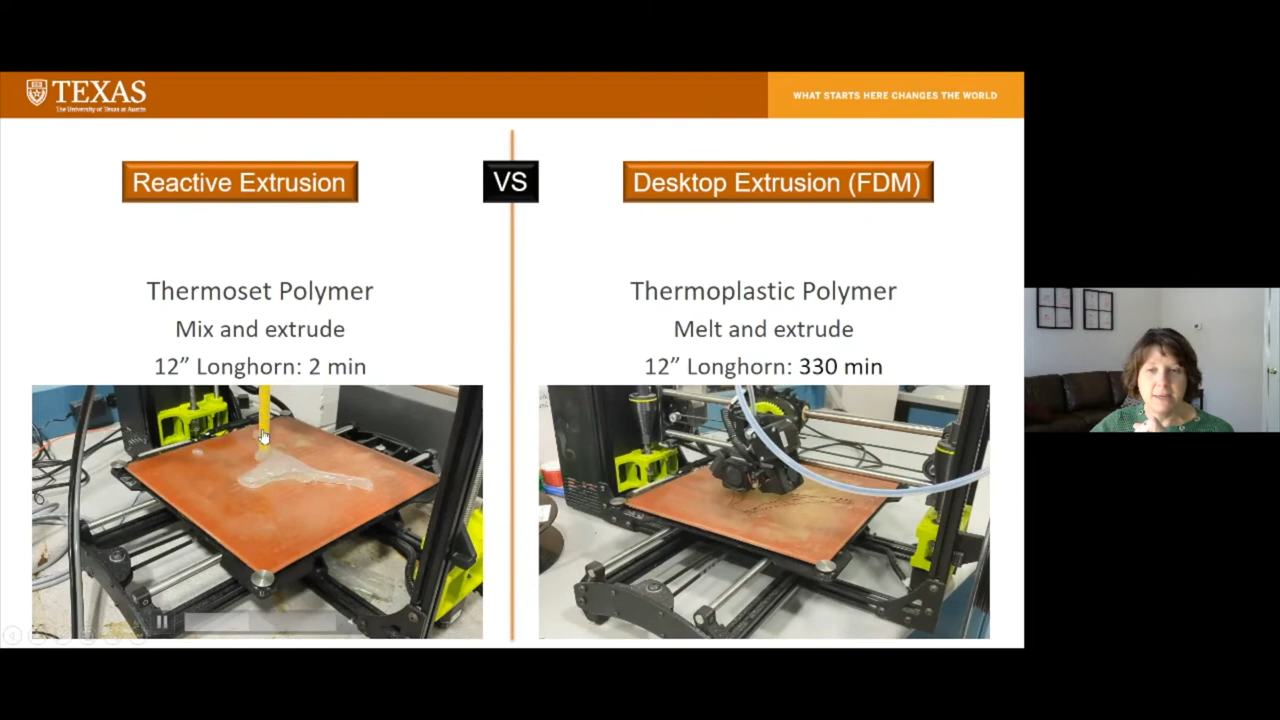 TEXAS
The University of Texas at Austin
WHAT STARTS HERE CHANGES THE WORLD
Reactive Extrusion
VS
Desktop Extrusion (FDM)
Thermoset Polymer
Mix and extrude
12” Longhorn: 2 min
Thermoplastic Polymer
Melt and extrude
12” Longhorn: 330 min